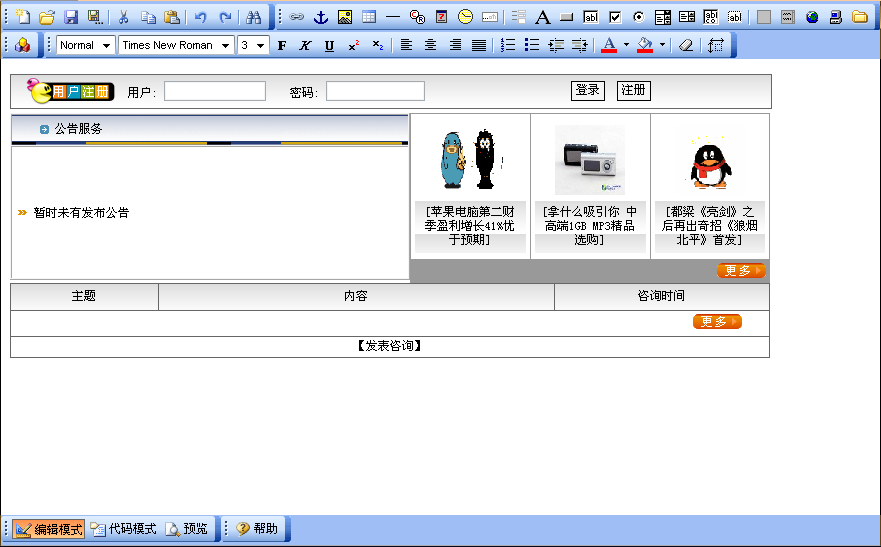 Normal Times New Roman 3 F K U x² x₂
用户注册 用户: 密码: 登录 注册
公告服务
暂时未有发布公告
[苹果电脑第二财
季盈利增长41%优
于预期]
[拿什么吸引你 中
高端1GB MP3精品
选购]
[都梁《亮剑》之
后再出奇招《狼烟
北平》首发]
更多
主题 内容 咨询时间
更多
【发表咨询】
编辑模式 代码模式 预览 帮助